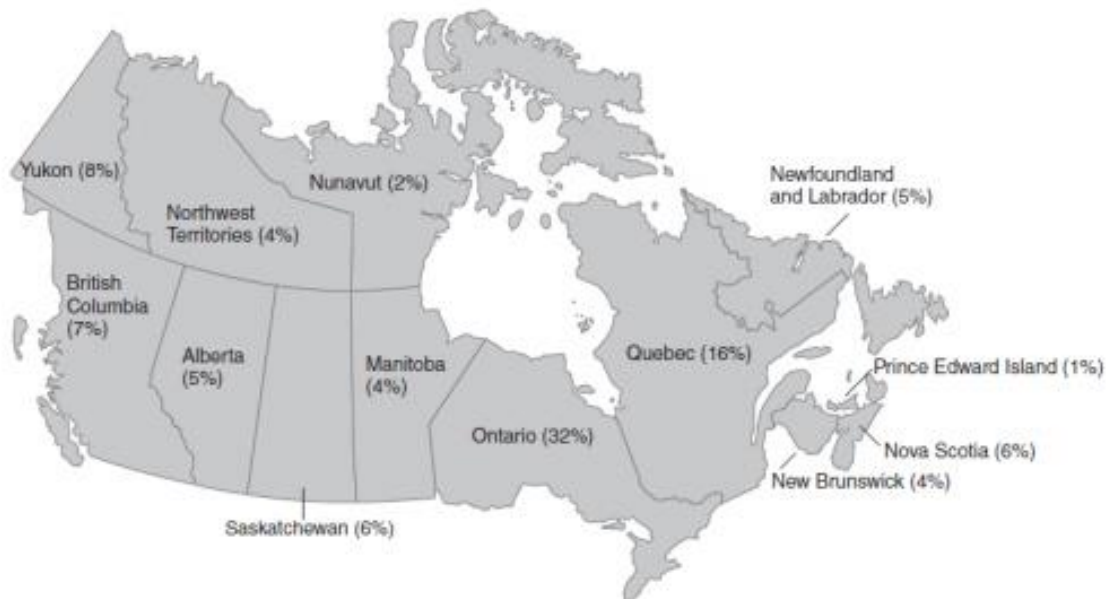 Yukon (8%)
Nunavut (2%)
Newfoundland
and Labrador (5%)
Northwest
Territories (4%)
British
Columbia
(7%)
Alberta
(5%)
Manitoba
(4%)
Quebec (16%)
Prince Edward Island (1%)
Ontario (32%)
Nova Scotia (6%)
New Brunswick (4%)
Saskatchewan (6%)